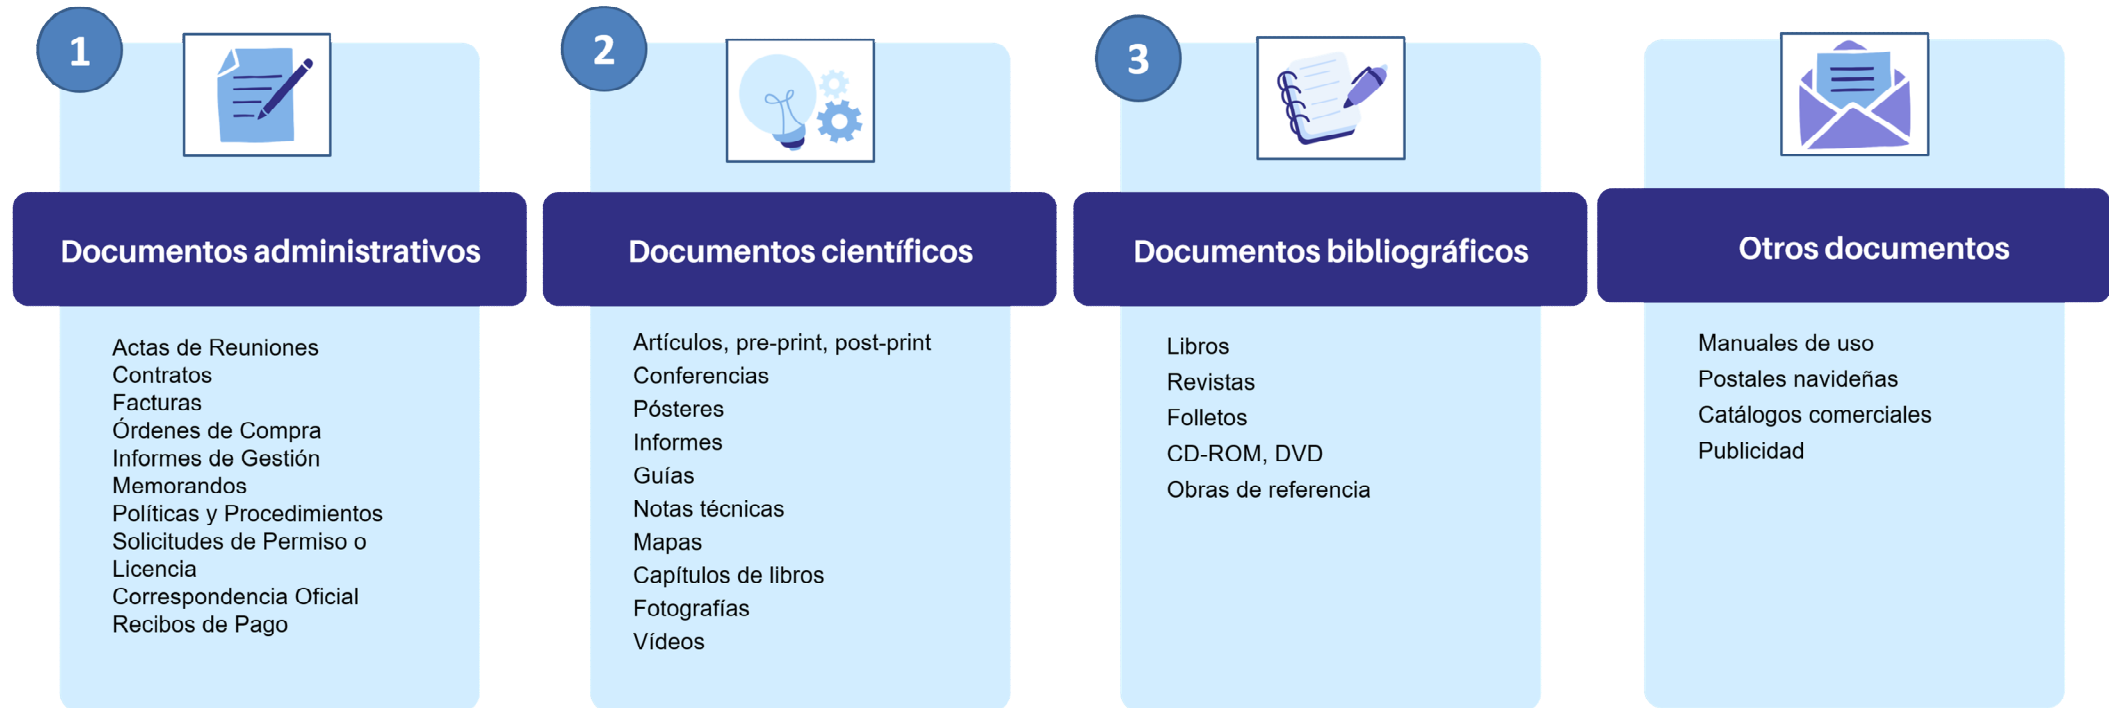 1
Documentos administrativos
Actas de Reuniones
Contratos
Facturas
Órdenes de Compra
Informes de Gestión
Memorandos
Políticas y Procedimientos
Solicitudes de Permiso o
Licencia
Correspondencia Oficial
Recibos de Pago
2
Documentos científicos
Artículos, pre-print, post-print
Conferencias
Pósteres
Informes
Guías
Notas técnicas
Mapas
Capítulos de libros
Fotografías
Vídeos
3
Documentos bibliográficos
Libros
Revistas
Folletos
CD-ROM, DVD
Obras de referencia
Otros documentos
Manuales de uso
Postales navideñas
Catálogos comerciales
Publicidad